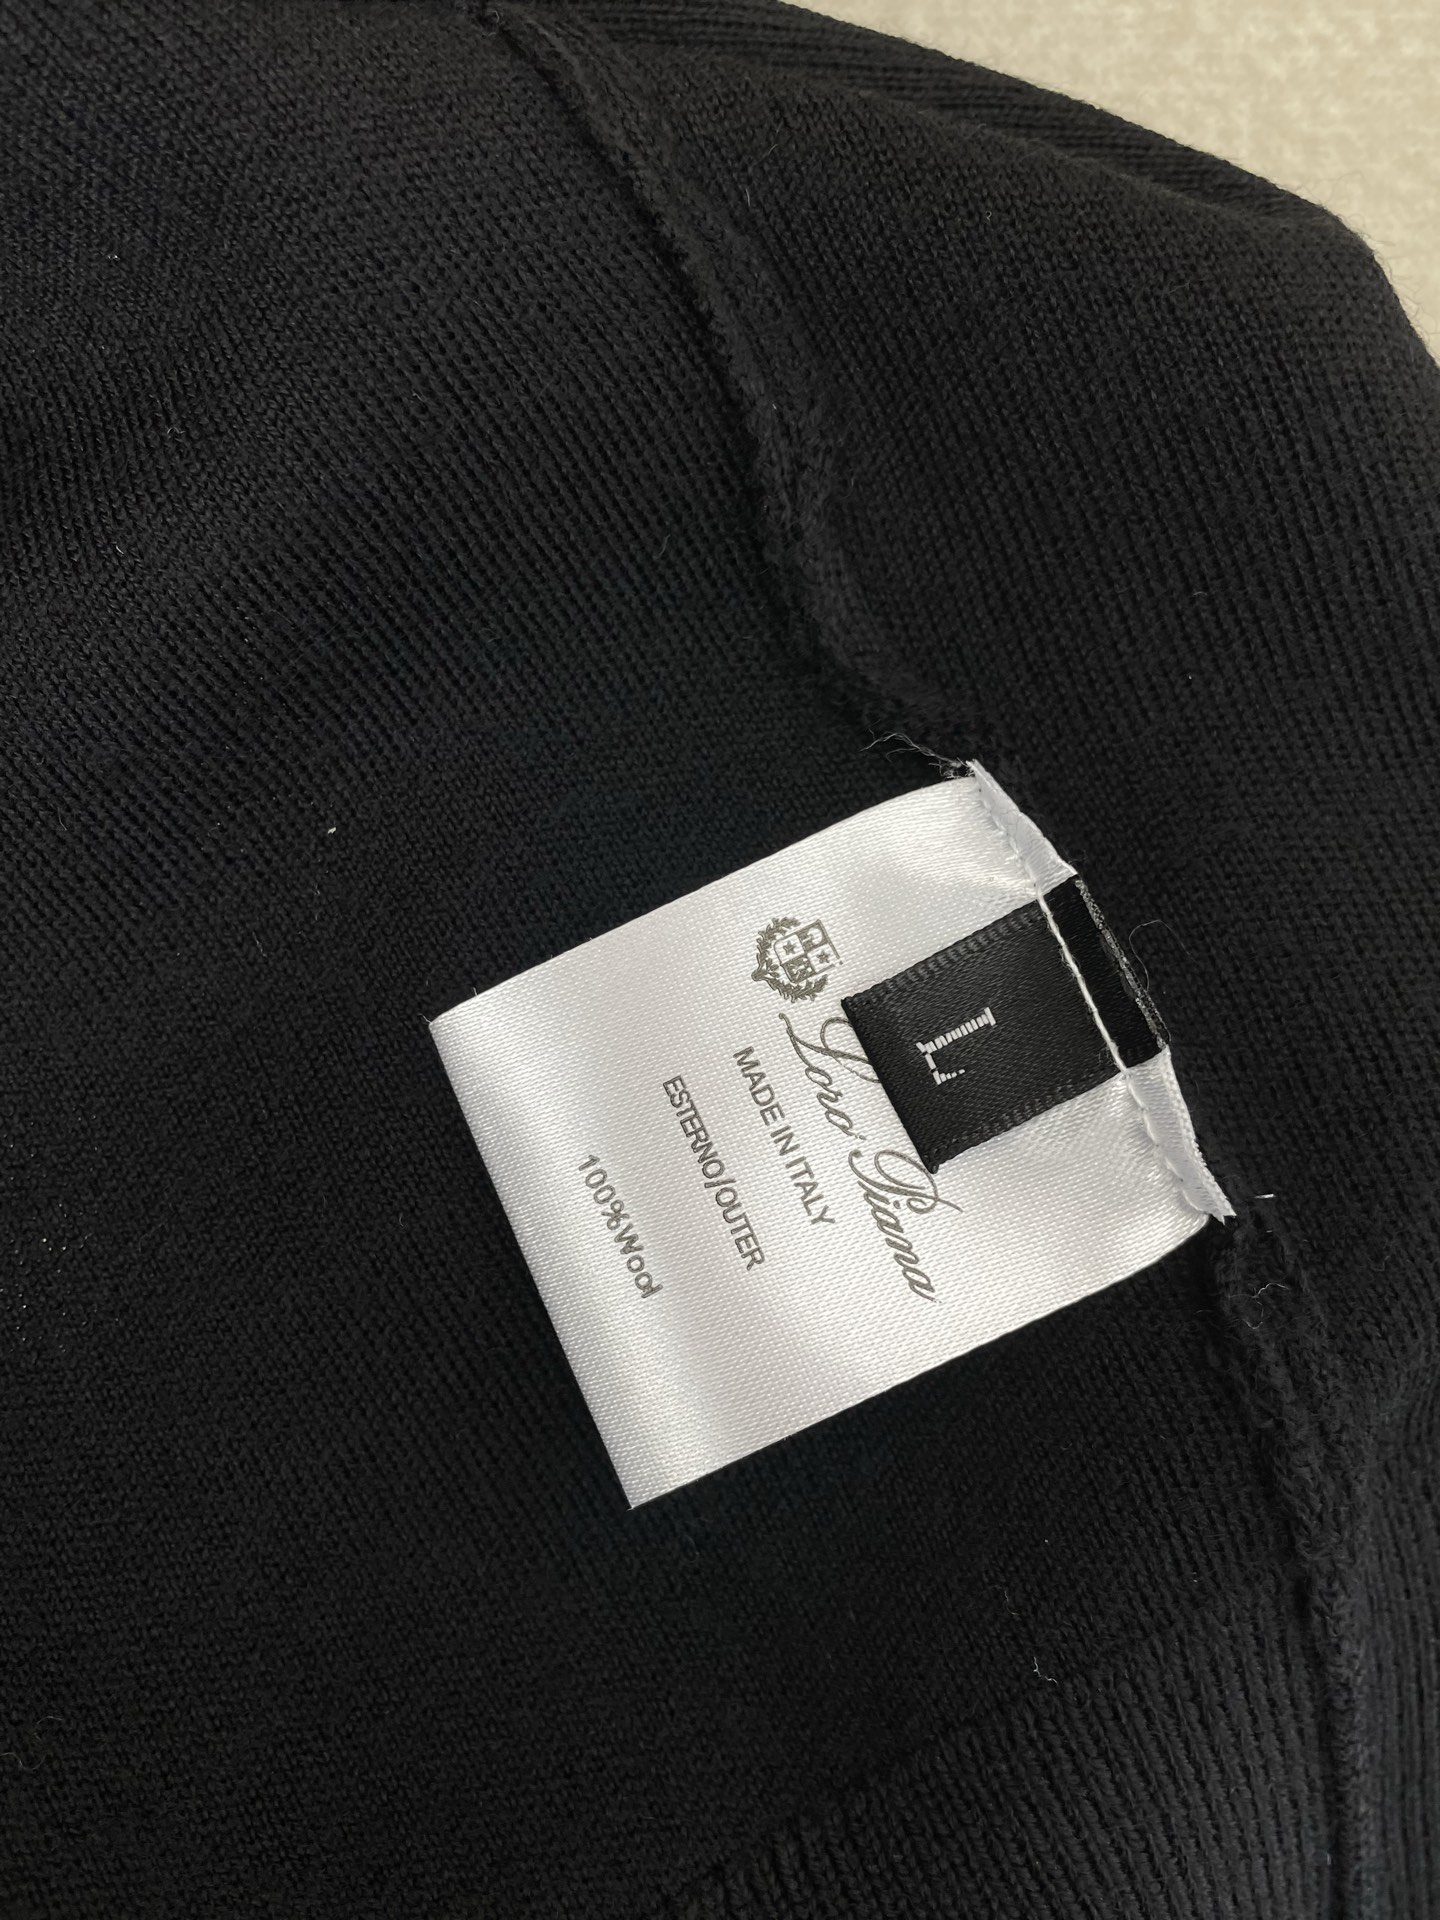 Loro Piana
MADE IN ITALY
ESTERNO/OUTER
100%Wool
L